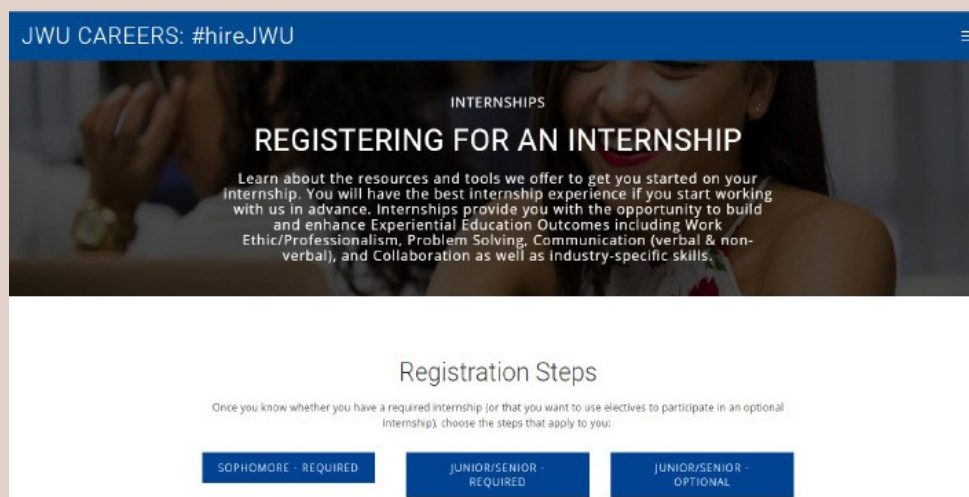 JWU CAREERS: #hireJWU
INTERNSHIPS
REGISTERING FOR AN INTERNSHIP
Learn about the resources and tools we offer to get you started on your
internship. You will have the best internship experience if you start working
with us in advance. Internships provide you with the opportunity to build
and enhance Experiential Education Outcomes including Work
Ethic/Professionalism, Problem Solving, Communication (verbal & non-
verbal), and Collaboration as well as industry-specific skills.
Registration Steps
Once you know whether you have a required internship (or that you want to use electives to participate in an optional
internship), choose the steps that apply to you:
SOPHOMORE - REQUIRED
JUNIOR/SENIOR -
REQUIRED
JUNIOR/SENIOR -
OPTIONAL